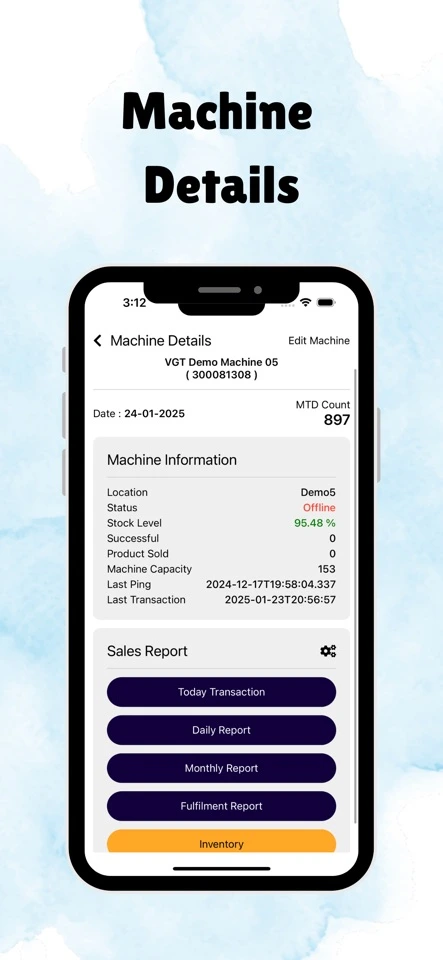 Machine
Details
3:12
Machine Details
Edit Machine
VGT Demo Machine 05
( 300081308 )
Date : 24-01-2025
MTD Count
897
Machine Information
Location Demo5
Status Offline
Stock Level 95.48 %
Successful 0
Product Sold 0
Machine Capacity 153
Last Ping 2024-12-17T19:58:04.337
Last Transaction 2025-01-23T20:56:57
Sales Report
Today Transaction
Daily Report
Monthly Report
Fulfilment Report
Inventory